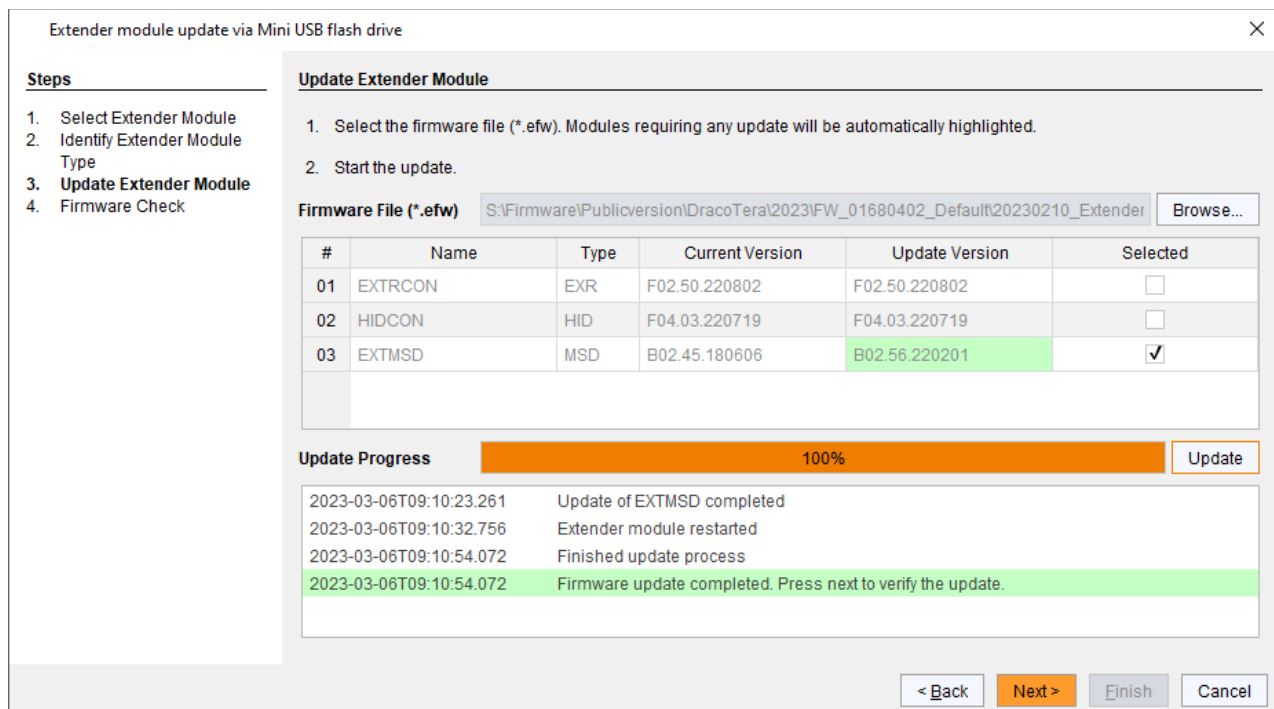 Extender module update via Mini USB flash drive
Steps
1. Select Extender Module
2. Identify Extender Module
Type
3. Update Extender Module
4. Firmware Check
Update Extender Module
1. Select the firmware file (*.efw). Modules requiring any update will be automatically highlighted.
2. Start the update.
Firmware File (*.efw) S:\Firmware\Publicversion\DracoTera\2023\FW_01680402_Default\20230210_Extender Browse...
# Name Type Current Version Update Version Selected
01 EXTRCON EXR F02.50.220802 F02.50.220802
02 HIDCON HID F04.03.220719 F04.03.220719
03 EXTMSD MSD B02.45.180606 B02.56.220201
Update Progress 100% Update
2023-03-06T09:10:23.261 Update of EXTMSD completed
2023-03-06T09:10:32.756 Extender module restarted
2023-03-06T09:10:54.072 Finished update process
2023-03-06T09:10:54.072 Firmware update completed. Press next to verify the update.
< Back Next > Finish Cancel